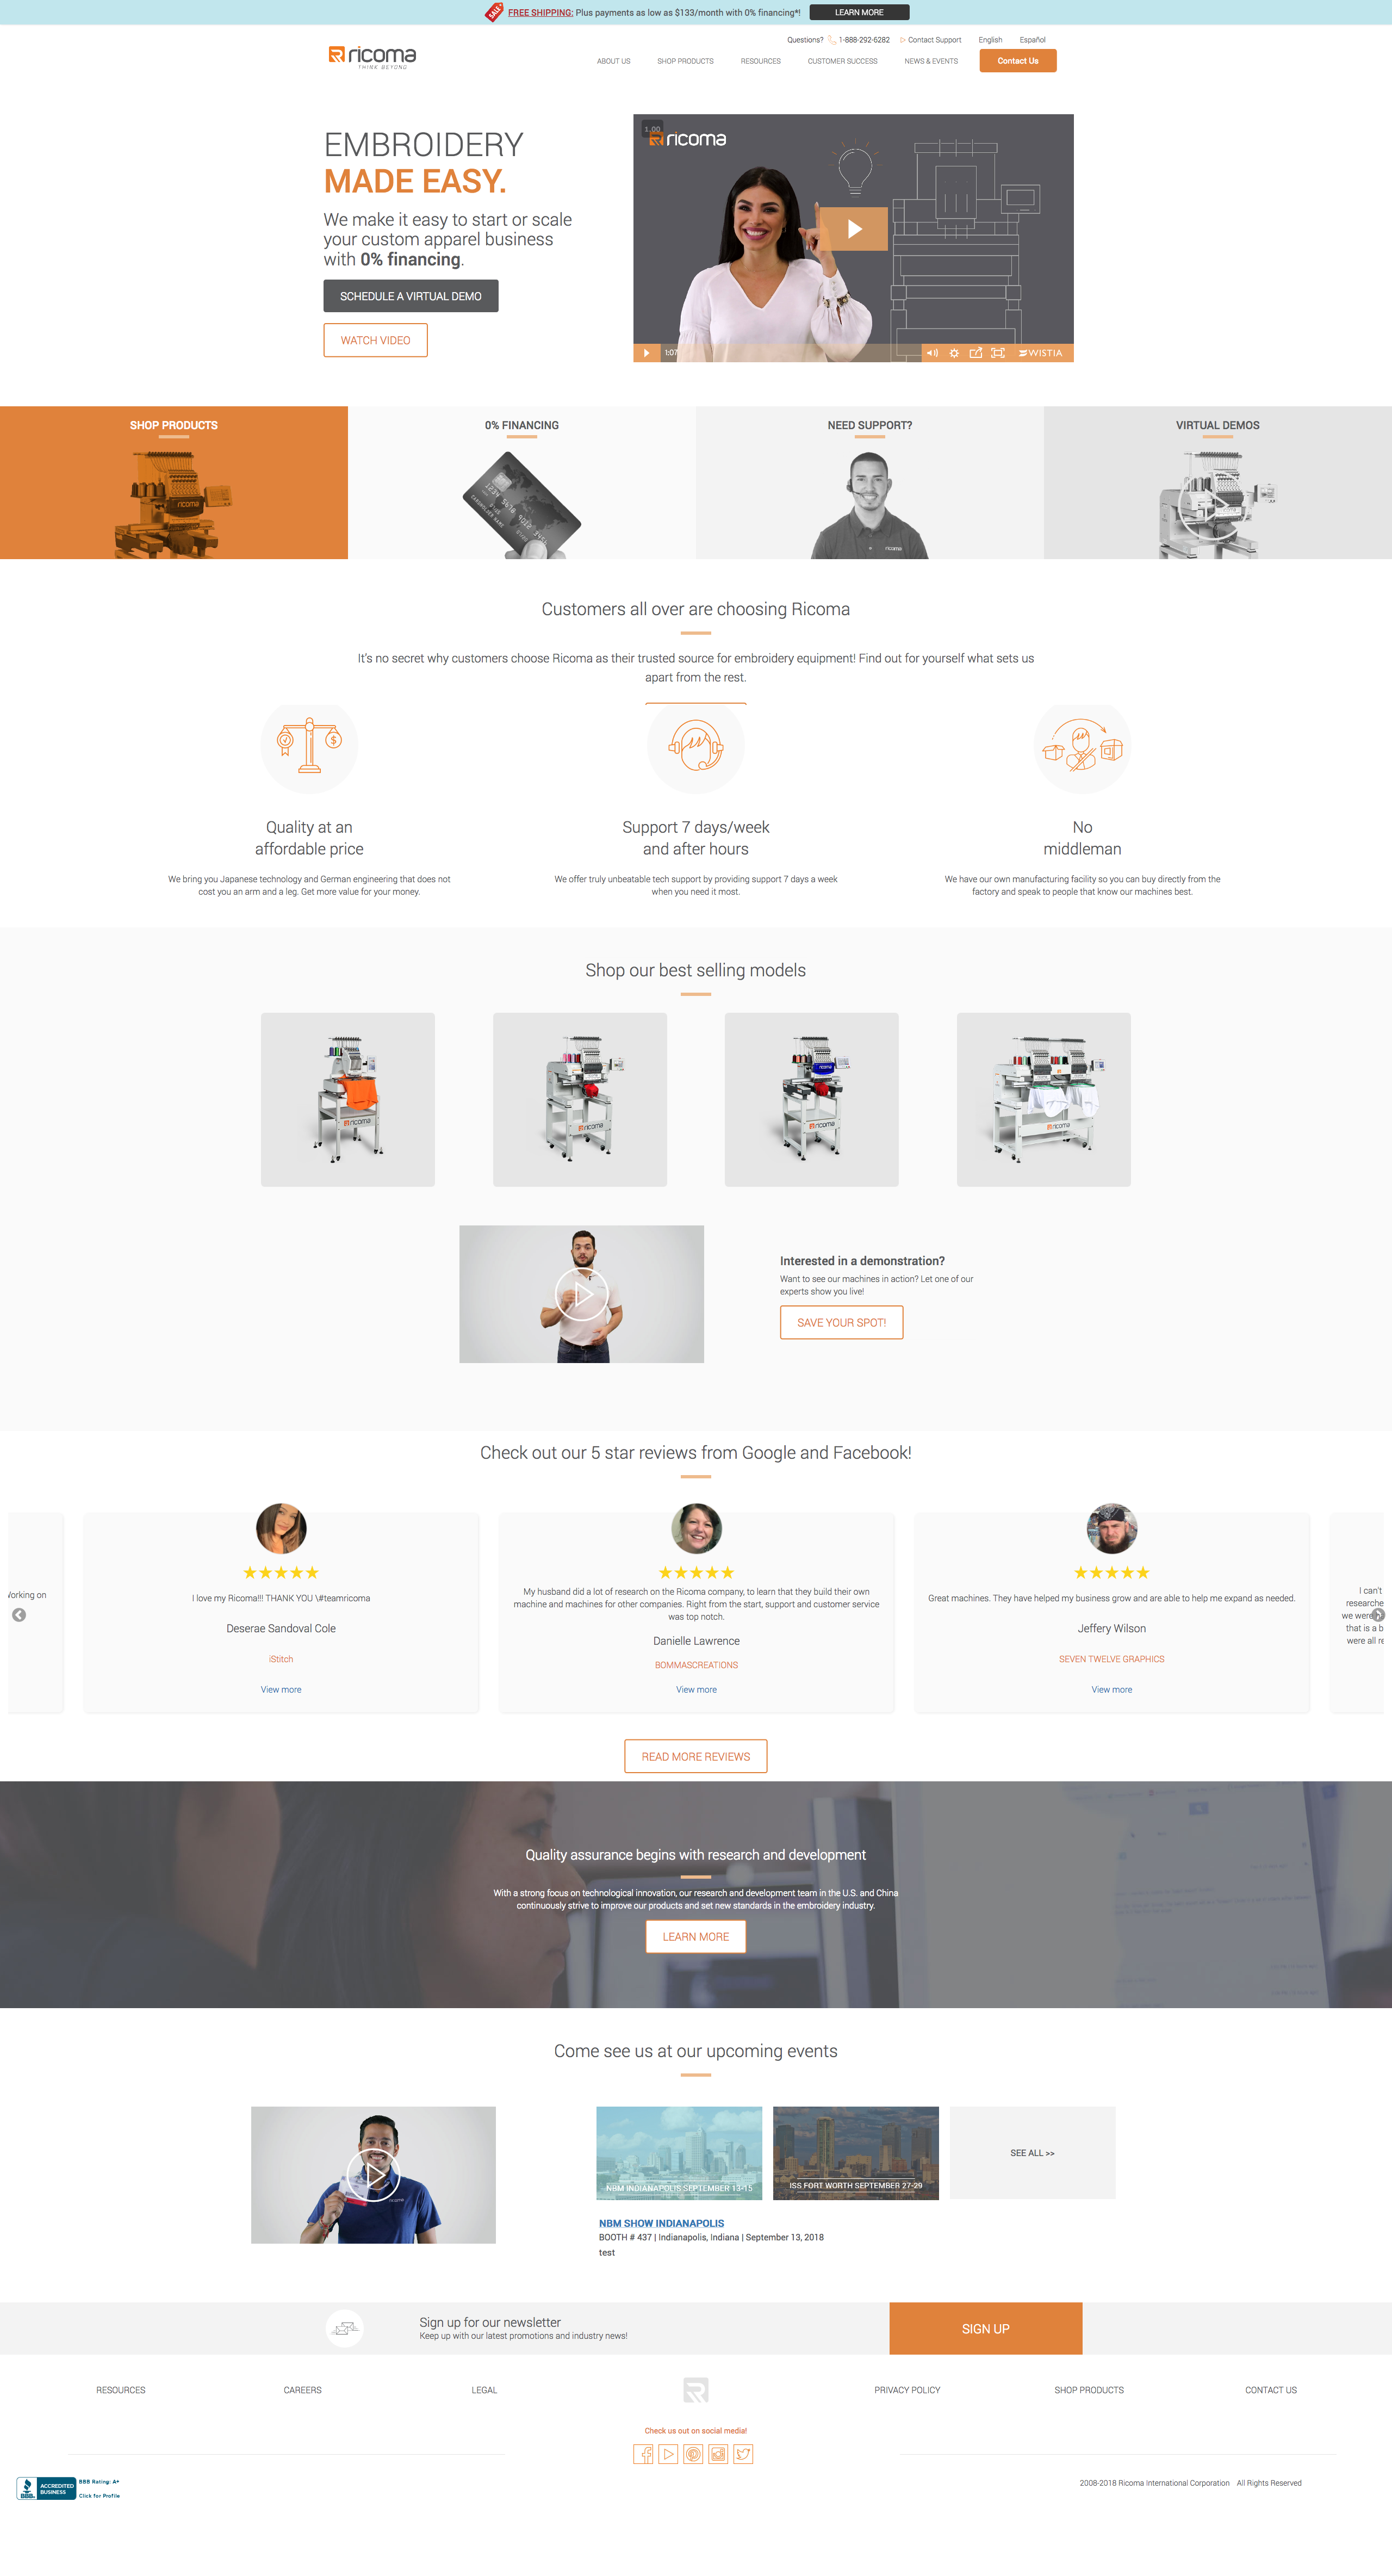 SALE FREE SHIPPING: Plus payments as low as $133/month with 0% financing*! LEARN MORE
Questions? 1-888-292-6282 Contact Support English Español
ricoma
THINK BEYOND
ABOUT US SHOP PRODUCTS RESOURCES CUSTOMER SUCCESS NEWS & EVENTS Contact Us
EMBROIDERY
MADE EASY.
We make it easy to start or scale
your custom apparel business
with 0% financing.
SCHEDULE A VIRTUAL DEMO
WATCH VIDEO
1.00
ricoma
1:07
WISTIA
SHOP PRODUCTS
0% FINANCING
NEED SUPPORT?
VIRTUAL DEMOS
ricoma
ricoma
Customers all over are choosing Ricoma
It's no secret why customers choose Ricoma as their trusted source for embroidery equipment! Find out for yourself what sets us
apart from the rest.
Quality at an
affordable price
We bring you Japanese technology and German engineering that does not
cost you an arm and a leg. Get more value for your money.
Support 7 days/week
and after hours
We offer truly unbeatable tech support by providing support 7 days a week
when you need it most.
No
middleman
We have our own manufacturing facility so you can buy directly from the
factory and speak to people that know our machines best.
Shop our best selling models
ricoma
ricoma
ricoma
ricoma
Interested in a demonstration?
Want to see our machines in action? Let one of our
experts show you live!
SAVE YOUR SPOT!
Check out our 5 star reviews from Google and Facebook!
Working on
I love my Ricoma!!! THANK YOU \#teamricoma
Deserae Sandoval Cole
iStitch
View more
My husband did a lot of research on the Ricoma company, to learn that they build their own
machine and machines for other companies. Right from the start, support and customer service
was top notch.
Danielle Lawrence
BOMMASCREATIONS
View more
Great machines. They have helped my business grow and are able to help me expand as needed.
Jeffery Wilson
SEVEN TWELVE GRAPHICS
View more
I can't
researche
we were
that is a b
were all re
READ MORE REVIEWS
Quality assurance begins with research and development
With a strong focus on technological innovation, our research and development team in the U.S. and China
continuously strive to improve our products and set new standards in the embroidery industry.
LEARN MORE
Come see us at our upcoming events
NBM INDIANAPOLIS SEPTEMBER 13-15
ISS FORT WORTH SEPTEMBER 27-29
SEE ALL >>
NBM SHOW INDIANAPOLIS
BOOTH # 437 | Indianapolis, Indiana | September 13, 2018
test
Sign up for our newsletter
Keep up with our latest promotions and industry news!
SIGN UP
RESOURCES CAREERS LEGAL PRIVACY POLICY SHOP PRODUCTS CONTACT US
Check us out on social media!
BBB. ACCREDITED BUSINESS
BBB Rating: A+
Click for Profile
2008-2018 Ricoma International Corporation All Rights Reserved